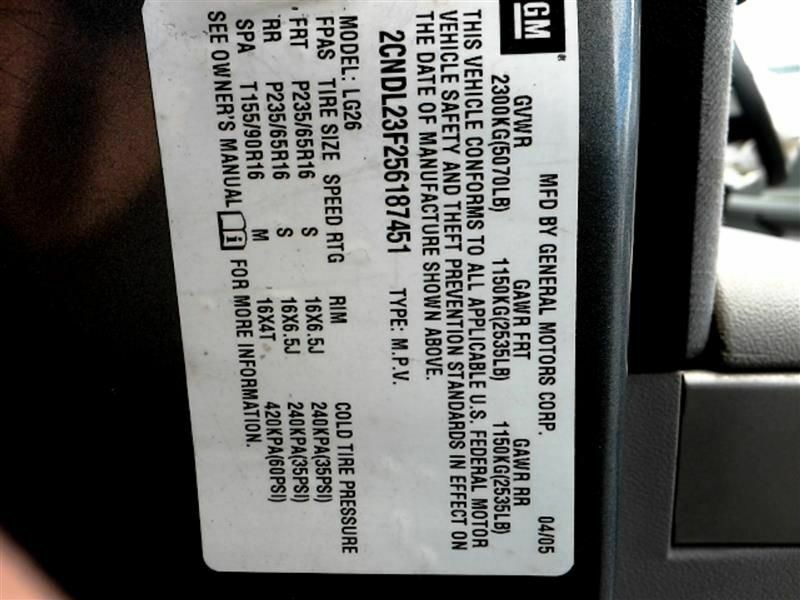 GM
MFD BY GENERAL MOTORS CORP. 04/05
GVWR GAWR FRT GAWR RR
2300KG(5070LB) 1150KG(2535LB) 1150KG(2535LB)
THIS VEHICLE CONFORMS TO ALL APPLICABLE U.S. FEDERAL MOTOR
VEHICLE SAFETY AND THEFT PREVENTION STANDARDS IN EFFECT ON
THE DATE OF MANUFACTURE SHOWN ABOVE.
2CNDL23F256187451 TYPE: M.P.V.
MODEL: LG26
FPAS TIRE SIZE SPEED RTG RIM COLD TIRE PRESSURE
FRT P235/65R16 S 16X6.5J 240KPA(35PSI)
RR P235/65R16 S 16X6.5J 240KPA(35PSI)
SPA T155/90R16 M 16X4T 420KPA(60PSI)
SEE OWNER'S MANUAL FOR MORE INFORMATION.